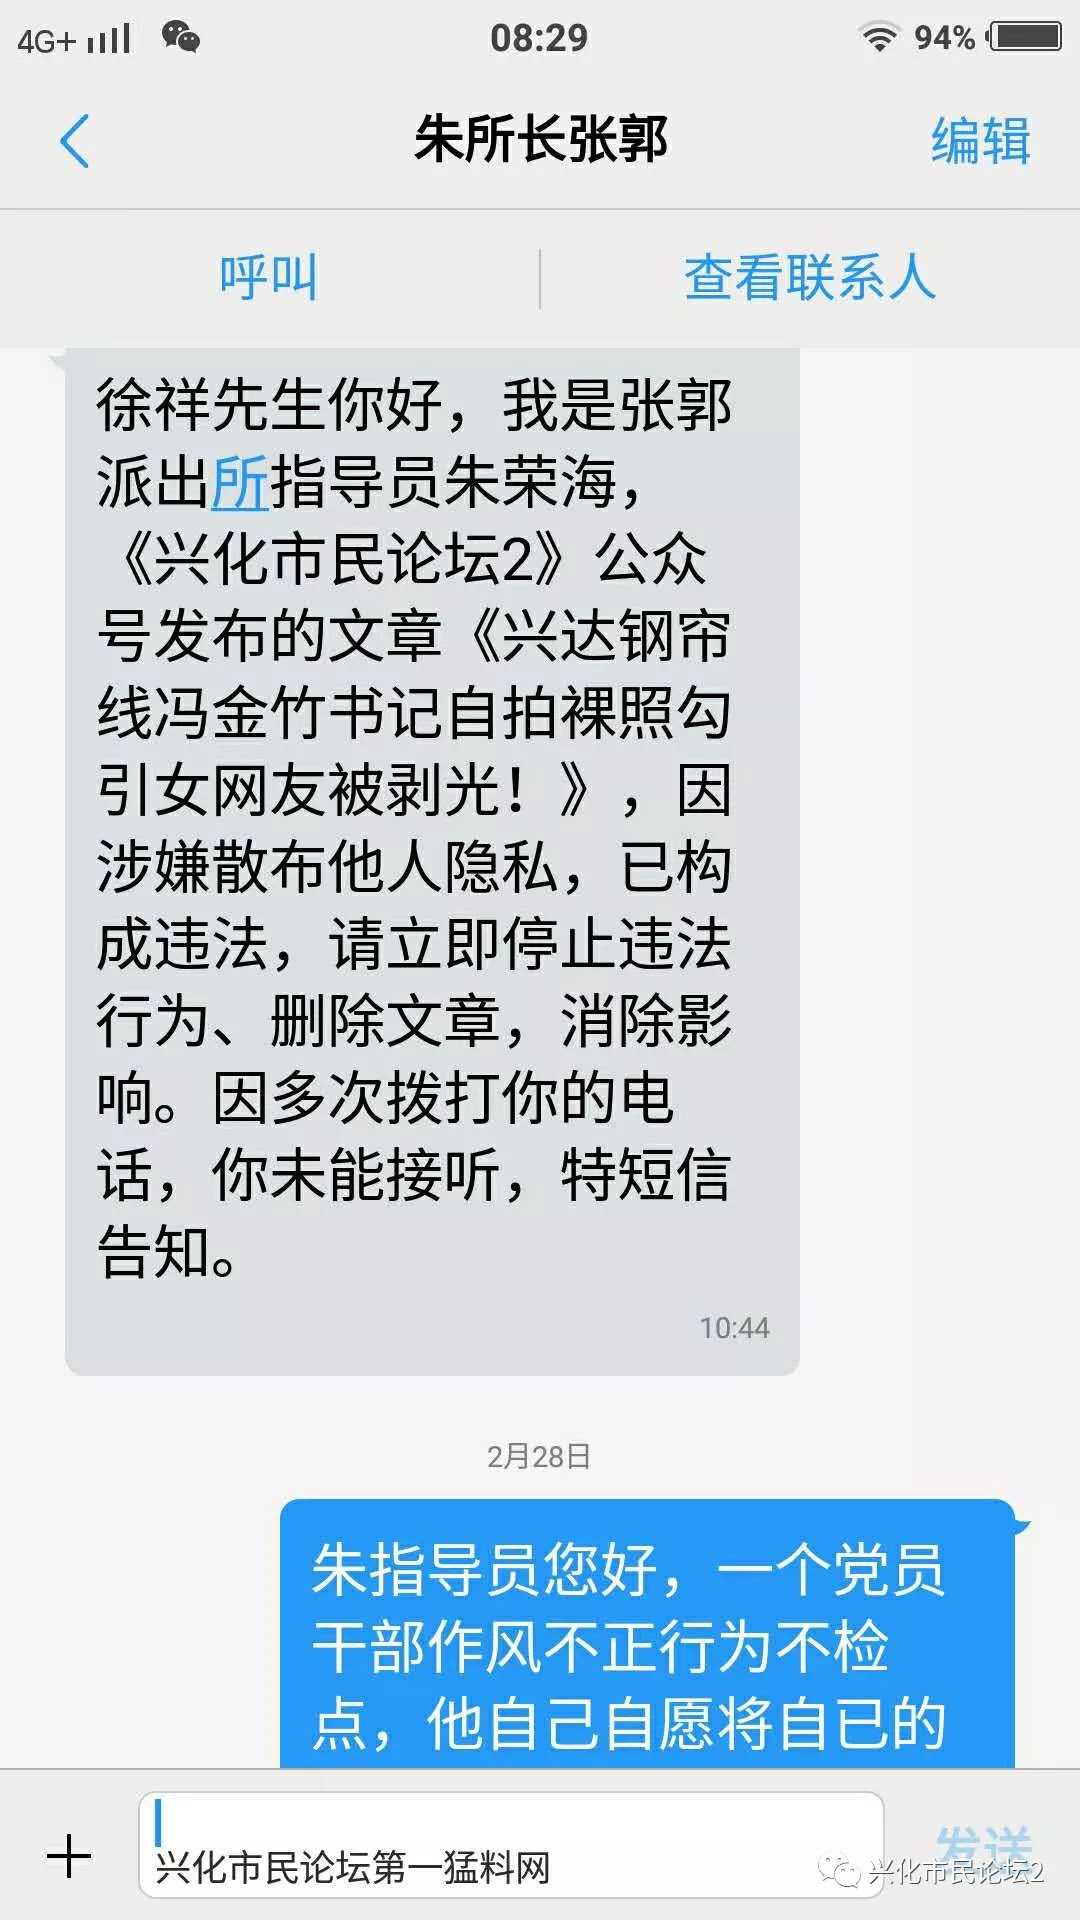 4G+ 08:29 94%
朱所长张郭 编辑
呼叫 查看联系人
徐祥先生你好，我是张郭
派出所指导员朱荣海，
《兴化市民论坛2》公众
号发布的文章《兴达钢帘
线冯金竹书记自拍裸照勾
引女网友被剥光！》，因
涉嫌散布他人隐私，已构
成违法，请立即停止违法
行为、删除文章，消除影
响。因多次拨打你的电
话，你未能接听，特短信
告知。
10:44
2月28日
朱指导员您好，一个党员
干部作风不正行为不检
点，他自己自愿将自已的
发送
兴化市民论坛第一猛料网
兴化市民论坛2